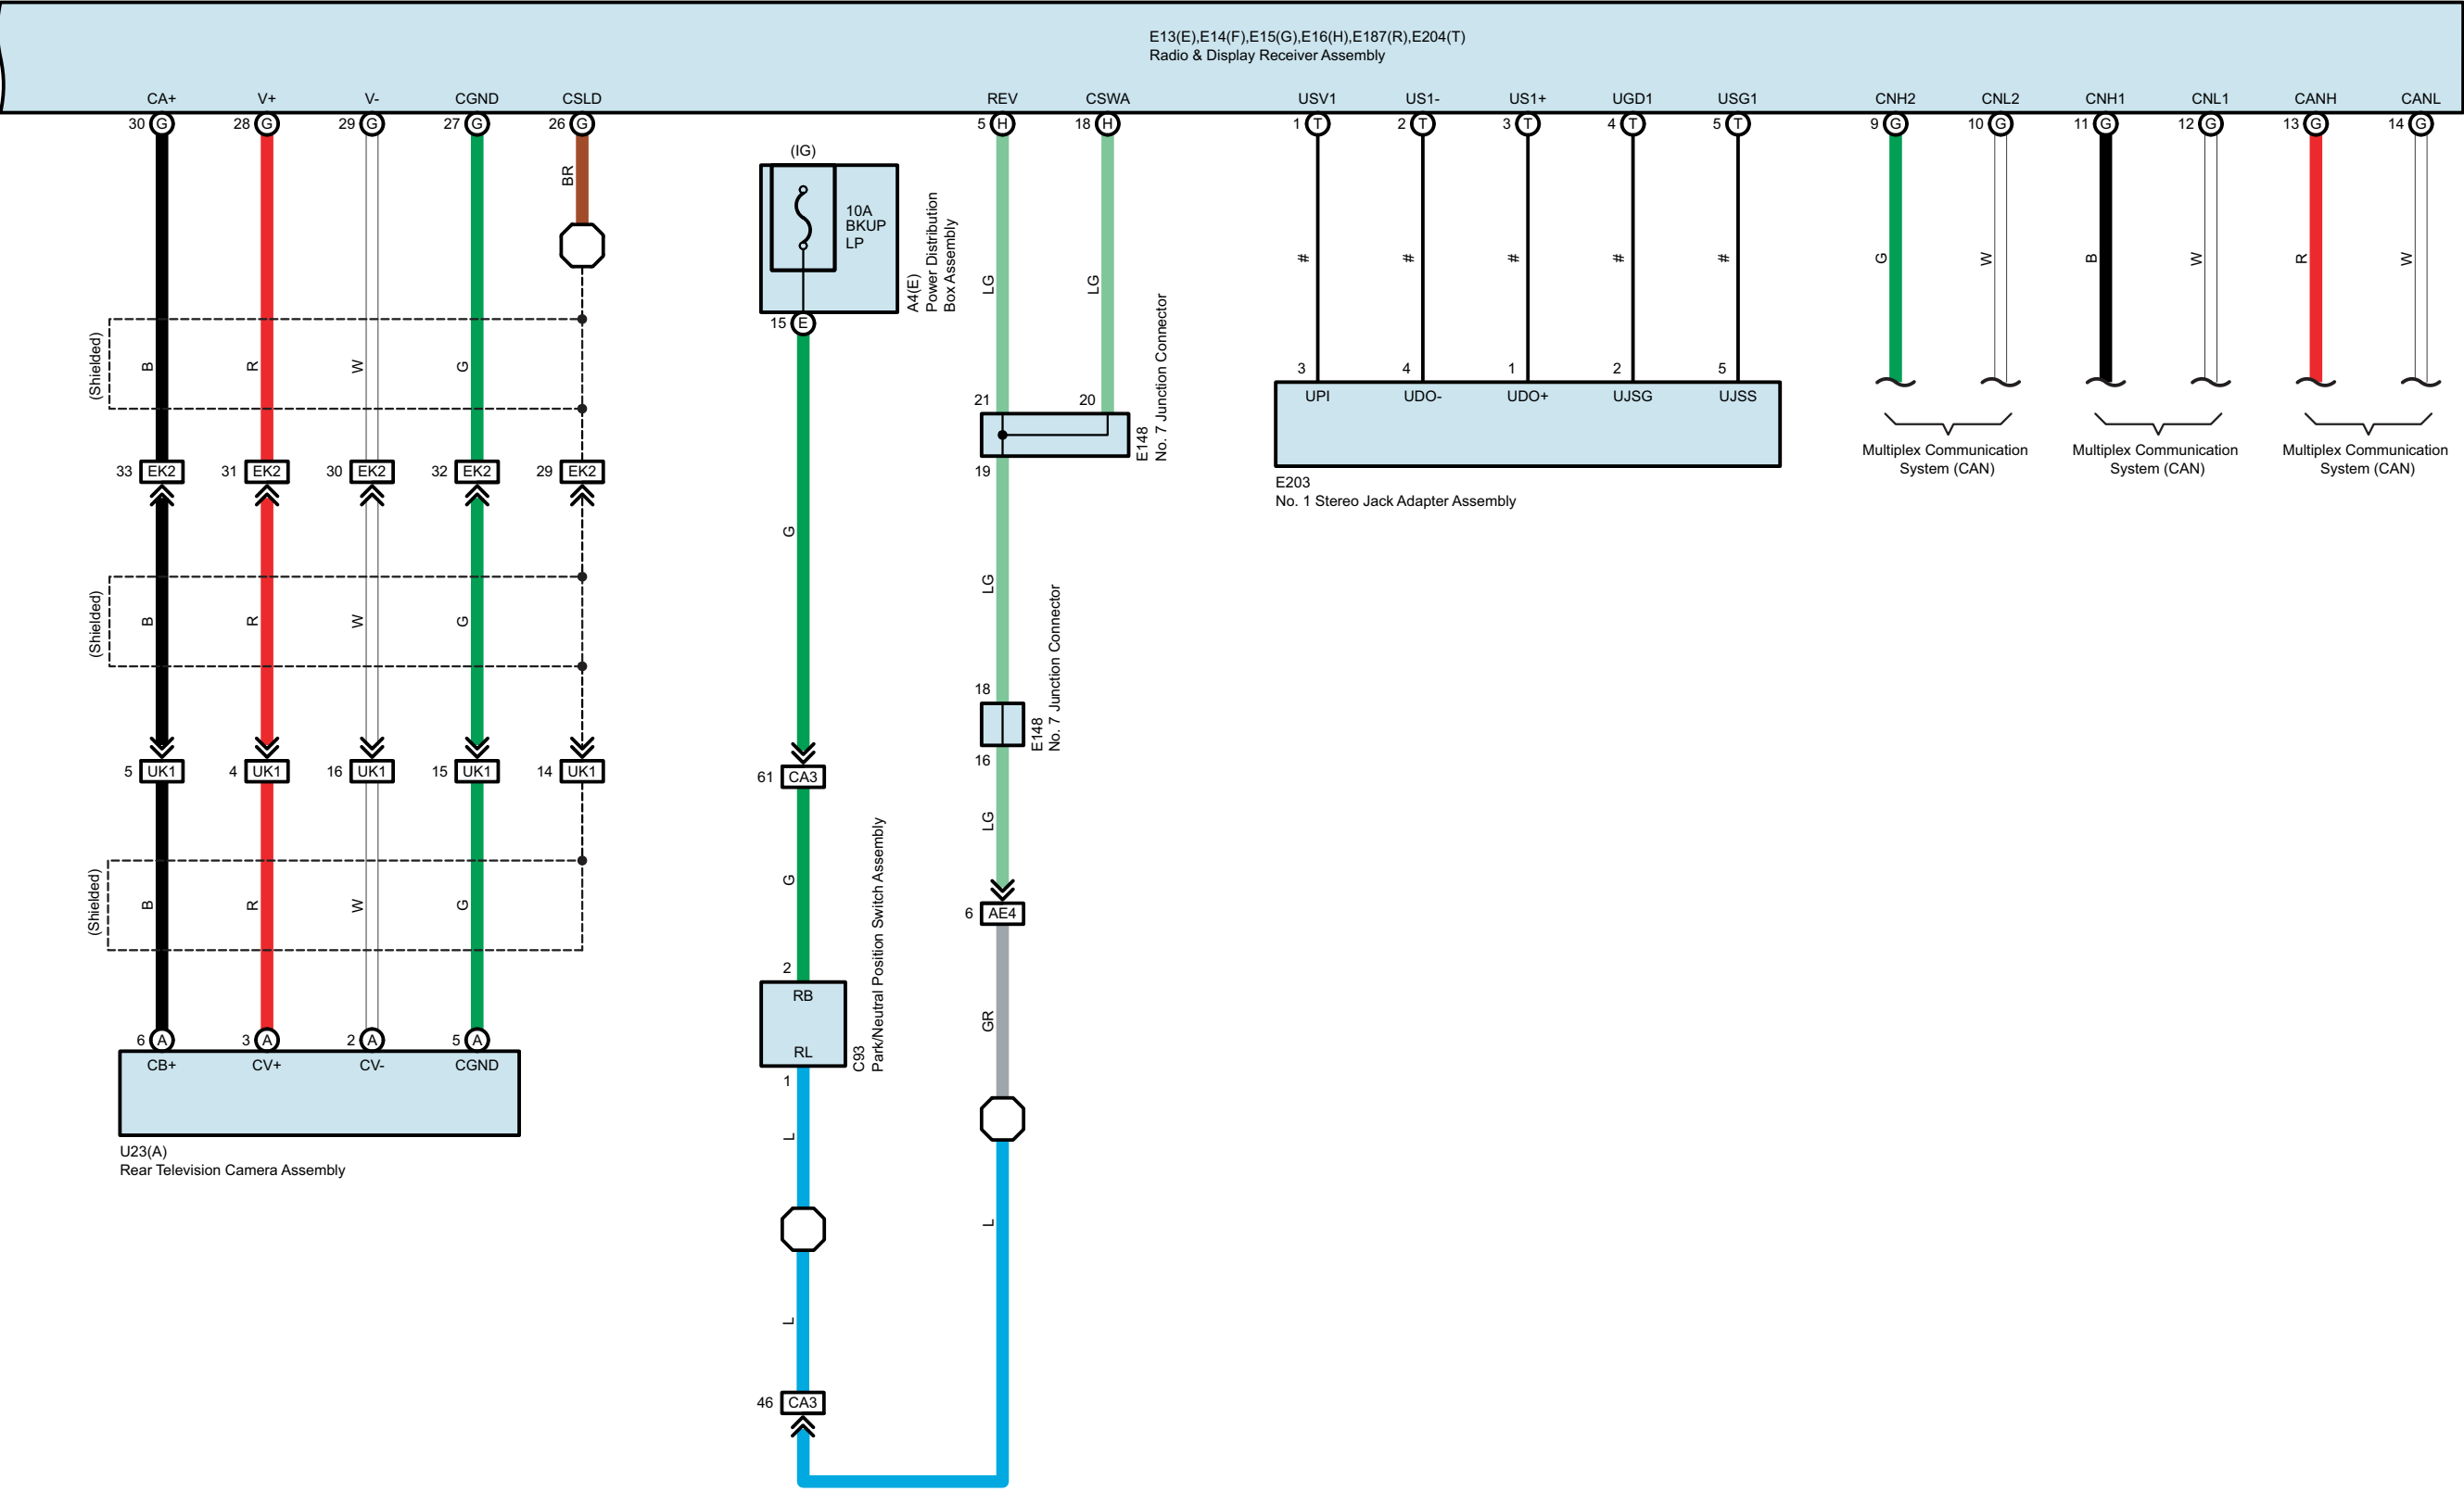 E13(E),E14(F),E15(G),E16(H),E187(R),E204(T)
Radio & Display Receiver Assembly
CA+ V+ V- CGND CSLD REV CSWA USV1 US1- US1+ UGD1 USG1 CNH2 CNL2 CNH1 CNL1 CANH CANL
30 G 28 G 29 G 27 G 26 G 5 H 18 H 1 T 2 T 3 T 4 T 5 T 9 G 10 G 11 G 12 G 13 G 14 G
(IG)
BR
10A
BKUP
LP
A4(E)
Power Distribution
Box Assembly
15 E
LG LG
# # # # #
G W B W R W
(Shielded)
B R W G
3 4 1 2 5
UPI UDO- UDO+ UJSG UJSS
E203
No. 1 Stereo Jack Adapter Assembly
Multiplex Communication
System (CAN)
Multiplex Communication
System (CAN)
Multiplex Communication
System (CAN)
21 20
19
E148
No. 7 Junction Connector
33 EK2 31 EK2 30 EK2 32 EK2 29 EK2
G
LG
(Shielded)
B R W G
18
16
E148
No. 7 Junction Connector
5 UK1 4 UK1 16 UK1 15 UK1 14 UK1
61 CA3
LG
(Shielded)
B R W G
G
6 AE4
2
RB
RL
1
C93
Park/Neutral Position Switch Assembly
GR
6 A 3 A 2 A 5 A
CB+ CV+ CV- CGND
U23(A)
Rear Television Camera Assembly
L
L
L
46 CA3